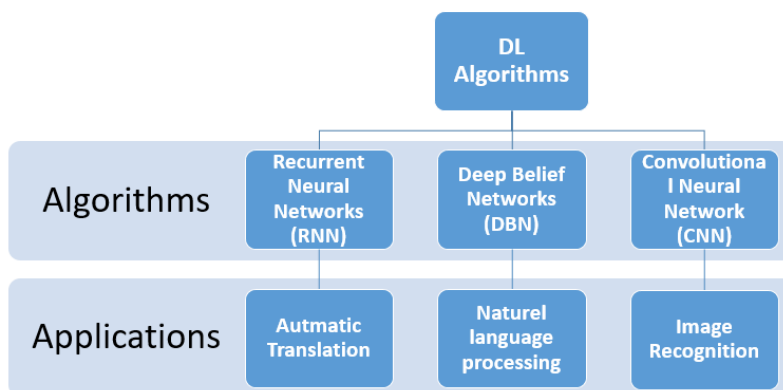 DL
Algorithms
Algorithms
Recurrent
Neural
Networks
(RNN)
Deep Belief
Networks
(DBN)
Convolutiona
l Neural
Network
(CNN)
Applications
Autmatic
Translation
Naturel
language
processing
Image
Recognition